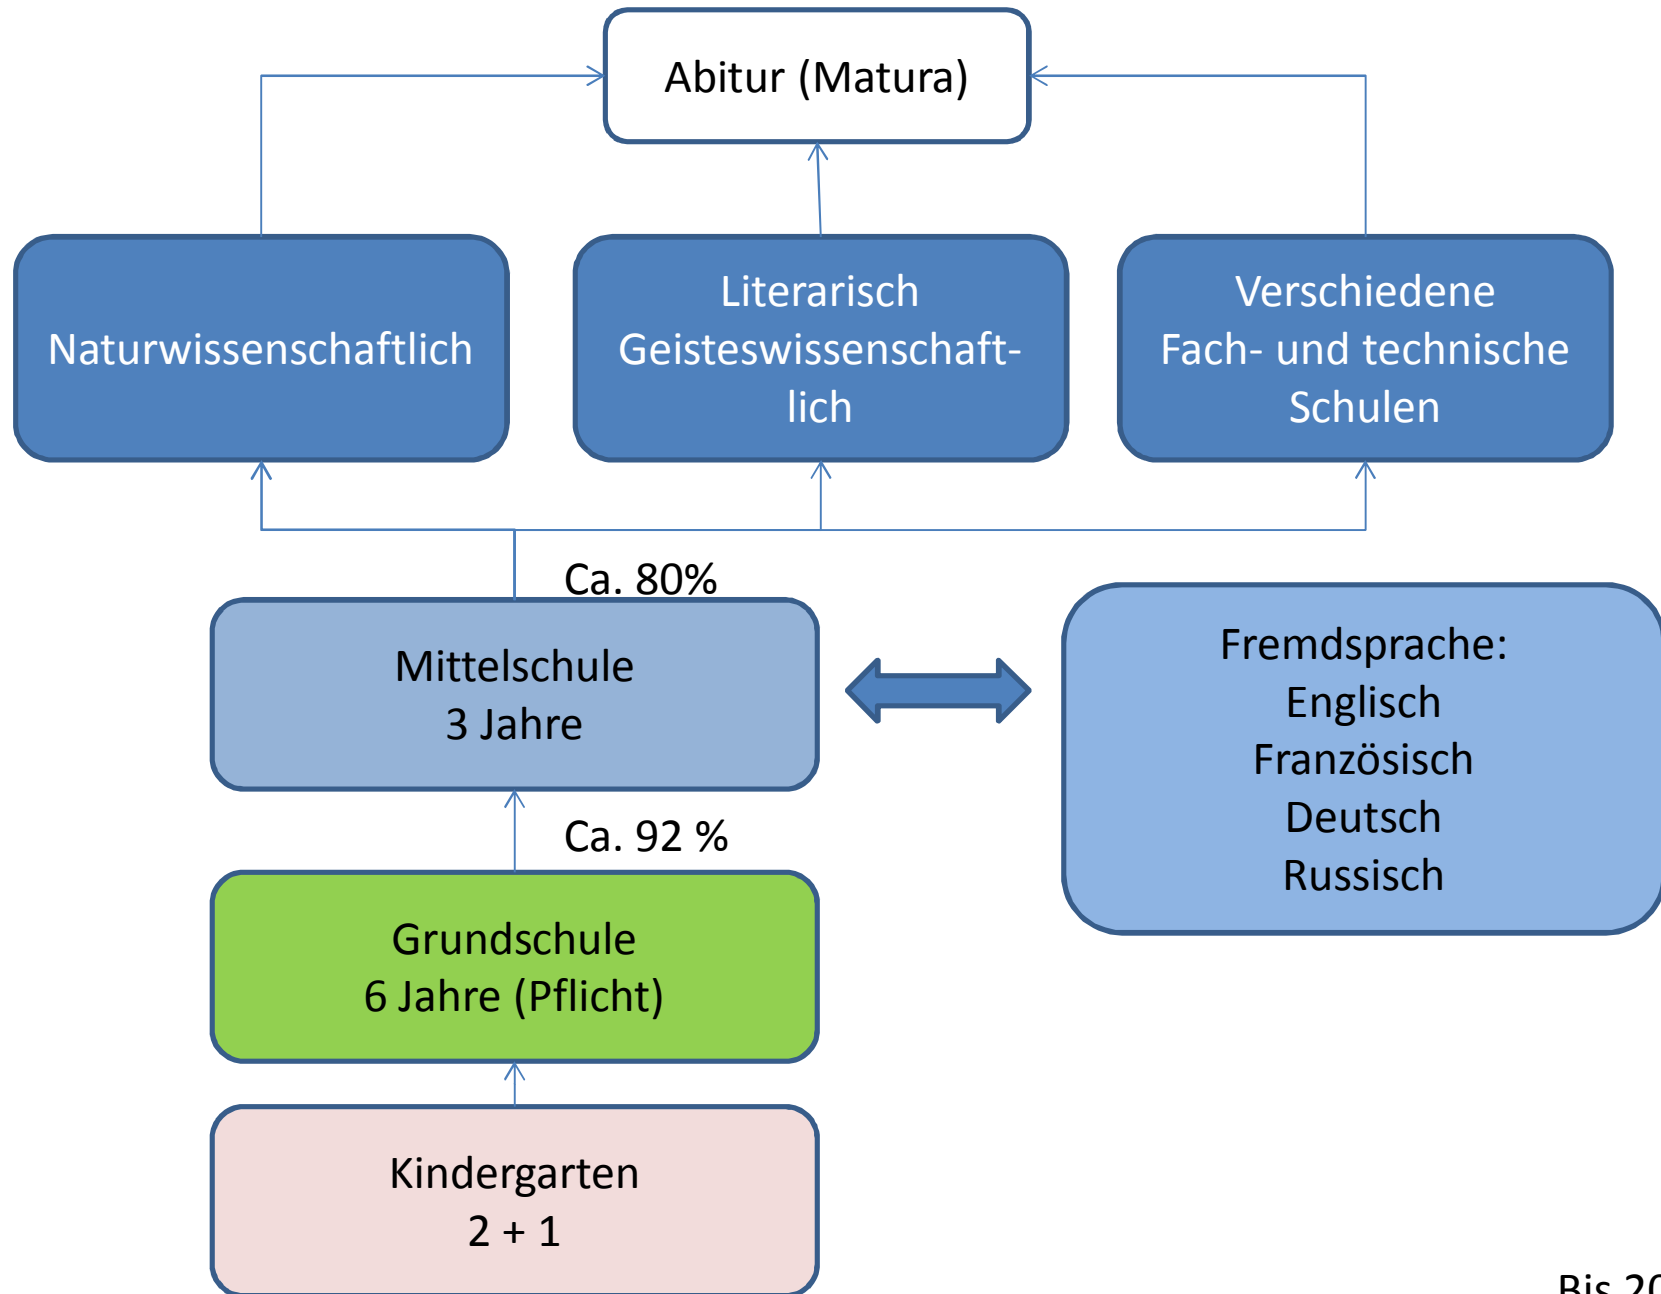 Abitur (Matura)
Naturwissenschaftlich
Literarisch
Geisteswissenschaft-
lich
Verschiedene
Fach- und technische
Schulen
Ca. 80%
Mittelschule
3 Jahre
Fremdsprache:
Englisch
Französisch
Deutsch
Russisch
Ca. 92 %
Grundschule
6 Jahre (Pflicht)
Kindergarten
2 + 1
Bis